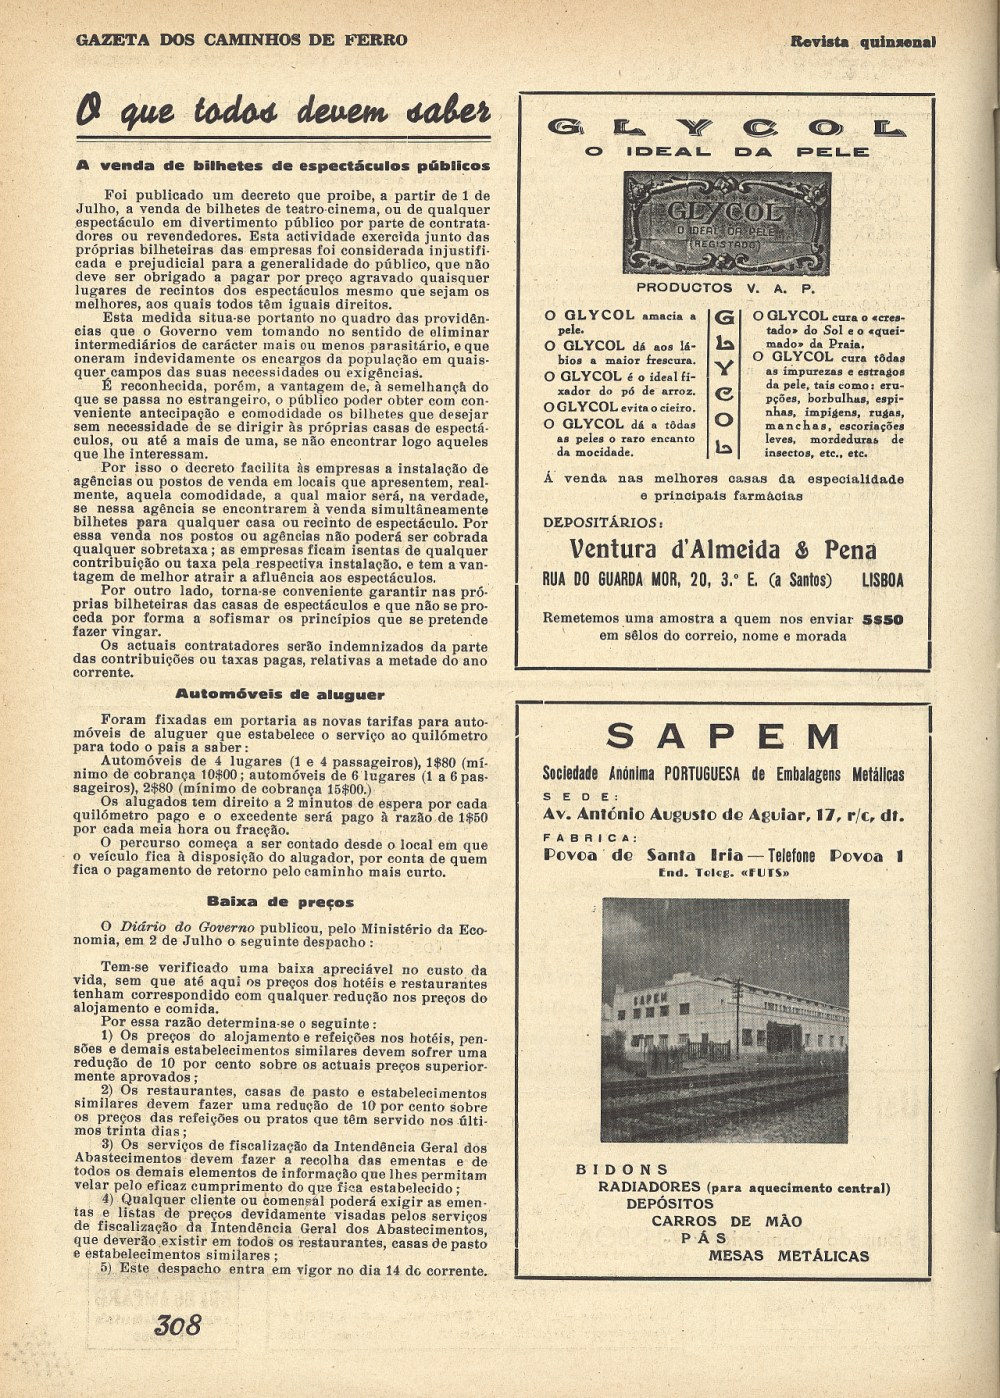 GAZETA DOS CAMINHOS DE FERRO
Revista quinzenal
O que todos devem saber
A venda de bilhetes de espectáculos públicos
Foi publicado um decreto que proibe, a partir de 1 de
Julho, a venda de bilhetes de teatro-cinema, ou de qualquer
espectáculo em divertimento público por parte de contrata-
dores ou revendedores. Esta actividade exercida junto das
próprias bilheteiras das empresas foi considerada injustifi-
cada e prejudicial para a generalidade do público, que não
deve ser obrigado a pagar por preço agravado quaisquer
lugares de recintos dos espectáculos mesmo que sejam os
melhores, aos quais todos têm iguais direitos.
Esta medida situa-se portanto no quadro das providên-
cias que o Governo vem tomando no sentido de eliminar
intermediários de carácter mais ou menos parasitário, e que
oneram indevidamente os encargos da população em quais-
quer campos das suas necessidades ou exigências.
É reconhecida, porém, a vantagem de, à semelhança do
que se passa no estrangeiro, o público poder obter com con-
veniente antecipação e comodidade os bilhetes que desejar
sem necessidade de se dirigir às próprias casas de espectá-
culos, ou até a mais de uma, se não encontrar logo aqueles
que lhe interessam.
Por isso o decreto facilita às empresas a instalação de
agências ou postos de venda em locais que apresentem, real-
mente, aquela comodidade, a qual maior será, na verdade,
se nessa agência se encontrarem à venda simultâneamente
bilhetes para qualquer casa ou recinto de espectáculo. Por
essa venda nos postos ou agências não poderá ser cobrada
qualquer sobretaxa; as empresas ficam isentas de qualquer
contribuição ou taxa pela respectiva instalação, e tem a van-
tagem de melhor atrair a afluência aos espectáculos.
Por outro lado, torna-se conveniente garantir nas pró-
prias bilheteiras das casas de espectáculos e que não se pro-
ceda por forma a sofismar os princípios que se pretende
fazer vingar.
Os actuais contratadores serão indemnizados da parte
das contribuições ou taxas pagas, relativas a metade do ano
corrente.
Automóveis de aluguer
Foram fixadas em portaria as novas tarifas para auto-
móveis de aluguer que estabelece o serviço ao quilómetro
para todo o pais a saber:
Automóveis de 4 lugares (1 e 4 passageiros), 1$80 (mí-
nimo de cobrança 10$00; automóveis de 6 lugares (1 a 6 pas-
sageiros), 2$80 (mínimo de cobrança 15$00.)
Os alugados tem direito a 2 minutos de espera por cada
quilómetro pago e o excedente será pago à razão de 1$50
por cada meia hora ou fracção.
O percurso começa a ser contado desde o local em que
o veículo fica à disposição do alugador, por conta de quem
fica o pagamento de retorno pelo caminho mais curto.
Baixa de preços
O Diário do Governo publicou, pelo Ministério da Eco-
nomia, em 2 de Julho o seguinte despacho:
Tem-se verificado uma baixa apreciável no custo da
vida, sem que até aqui os preços dos hotéis e restaurantes
tenham correspondido com qualquer redução nos preços do
alojamento e comida.
Por essa razão determina-se o seguinte:
1) Os preços do alojamento e refeições nos hotéis, pen-
sões e demais estabelecimentos similares devem sofrer uma
redução de 10 por cento sobre os actuais preços superior-
mente aprovados;
2) Os restaurantes, casas de pasto e estabelecimentos
similares devem fazer uma redução de 10 por cento sobre
os preços das refeições ou pratos que têm servido nos últi-
mos trinta dias;
3) Os serviços de fiscalização da Intendência Geral dos
Abastecimentos devem fazer a recolha das ementas e de
todos os demais elementos de informação que lhes permitam
velar pelo eficaz cumprimento do que fica estabelecido;
4) Qualquer cliente ou comensal poderá exigir as emen-
tas e listas de preços devidamente visadas pelos serviços
de fiscalização da Intendência Geral dos Abastecimentos,
que deverão existir em todos os restaurantes, casas de pasto
e estabelecimentos similares;
5) Este despacho entra em vigor no dia 14 do corrente.
308
GLYCOL
O IDEAL DA PELE
GLYCOL
O IDEAL DA PELE
(REGISTADO)
PRODUCTOS V. A. P.
O GLYCOL amacia a
pele.
O GLYCOL dá aos lá-
bios a maior frescura.
O GLYCOL é o ideal fi-
xador do pó de arroz.
O GLYCOL evita o cieiro.
O GLYCOL dá a tôdas
as peles o raro encanto
da mocidade.
GLYCOL
O GLYCOL cura o «cres-
tado» do Sol e o «quei-
mado» da Praia.
O GLYCOL cura tôdas
as impurezas e estragos
da pele, tais como: eru-
pções, borbulhas, espi-
nhas, impigens, rugas,
manchas, escoriações
leves, mordeduras de
insectos, etc., etc.
Á venda nas melhores casas da especialidade
e principais farmácias
DEPOSITÁRIOS:
Ventura d'Almeida & Pena
RUA DO GUARDA MOR, 20, 3.º E. (a Santos) LISBOA
Remetemos uma amostra a quem nos enviar 5$50
em sêlos do correio, nome e morada
SAPEM
Sociedade Anónima PORTUGUESA de Embalagens Metálicas
SEDE:
Av. António Augusto de Aguiar, 17, r/c, dt.
FABRICA:
Povoa de Santa Iria — Telefone Povoa 1
End. Teleg. «FUTS»
SAPEM
BIDONS
RADIADORES (para aquecimento central)
DEPÓSITOS
CARROS DE MÃO
PÁS
MESAS METÁLICAS